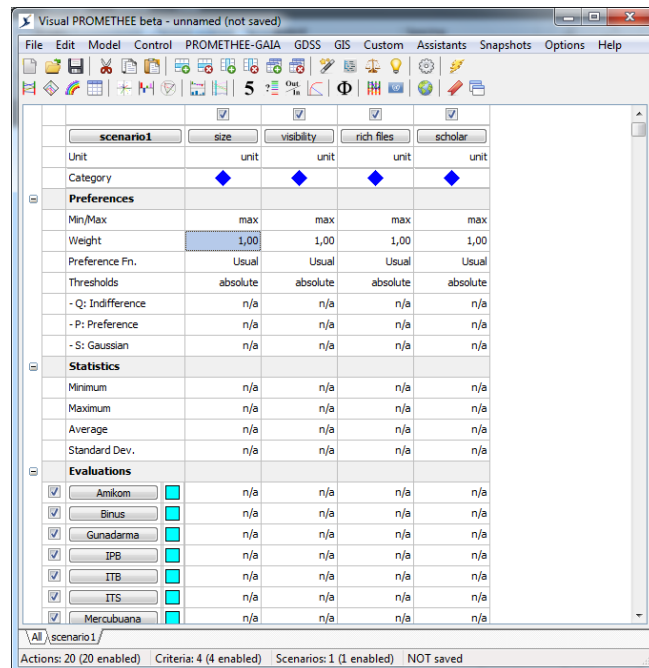 Visual PROMETHEE beta - unnamed (not saved)
File Edit Model Control PROMETHEE-GAIA GDSS GIS Custom Assistants Snapshots Options Help
5 Φ
scenario1 size visibility rich files scholar
Unit unit unit unit unit
Category
Preferences
Min/Max max max max max
Weight 1,00 1,00 1,00 1,00
Preference Fn. Usual Usual Usual Usual
Thresholds absolute absolute absolute absolute
- Q: Indifference n/a n/a n/a n/a
- P: Preference n/a n/a n/a n/a
- S: Gaussian n/a n/a n/a n/a
Statistics
Minimum n/a n/a n/a n/a
Maximum n/a n/a n/a n/a
Average n/a n/a n/a n/a
Standard Dev. n/a n/a n/a n/a
Evaluations
Amikom n/a n/a n/a n/a
Binus n/a n/a n/a n/a
Gunadarma n/a n/a n/a n/a
IPB n/a n/a n/a n/a
ITB n/a n/a n/a n/a
ITS n/a n/a n/a n/a
Mercubuana n/a n/a n/a n/a
All scenario1
Actions: 20 (20 enabled) Criteria: 4 (4 enabled) Scenarios: 1 (1 enabled) NOT saved